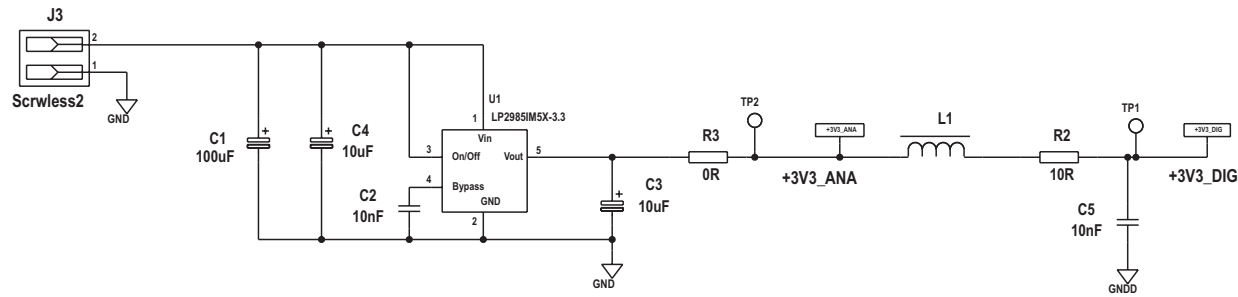 J3
2
1
Scrwless2
GND
C1
100uF
+
C4
10uF
+
U1
LP2985IM5X-3.3
1
Vin
3
On/Off
Vout
5
4
Bypass
GND
2
C2
10nF
+
C3
10uF
GND
R3
0R
TP2
+3V3_ANA
+3V3_ANA
L1
R2
10R
TP1
+3V3_DIG
+3V3_DIG
C5
10nF
GNDD